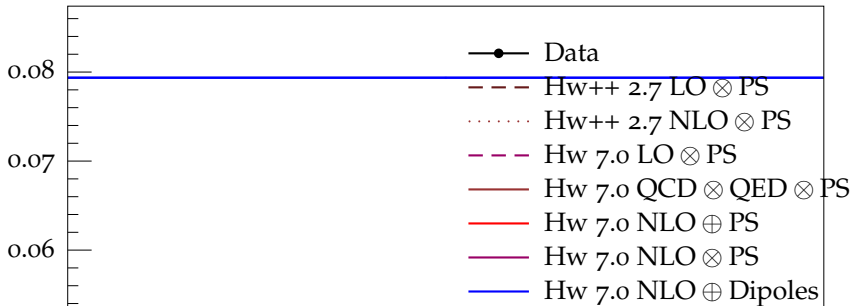 Data
0.08
Hw++ 2.7 LO ⊗ PS
Hw++ 2.7 NLO ⊗ PS
0.07
Hw 7.0 LO ⊗ PS
Hw 7.0 QCD ⊗ QED ⊗ PS
Hw 7.0 NLO ⊕ PS
0.06
Hw 7.0 NLO ⊗ PS
Hw 7.0 NLO ⊕ Dipoles